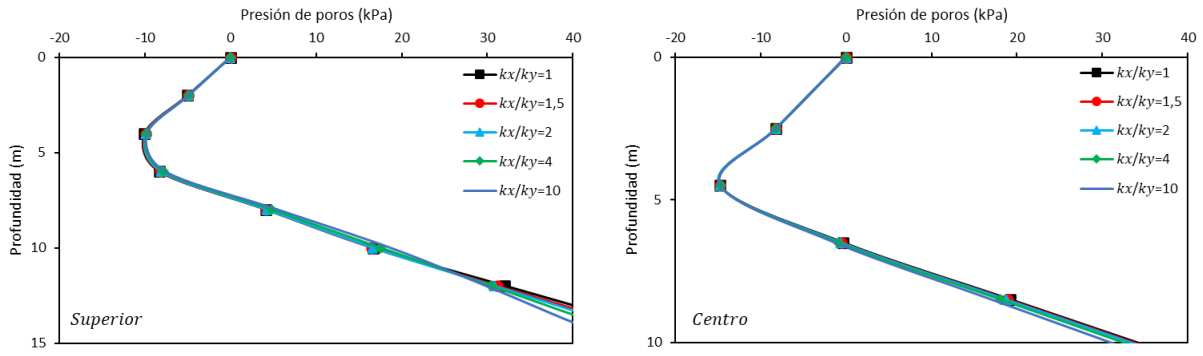 Presión de poros (kPa)
-20 -10 0 10 20 30 40
0
5
10
15
Profundidad (m)
kx/ky=1
kx/ky=1,5
kx/ky=2
kx/ky=4
kx/ky=10
Superior
Presión de poros (kPa)
-20 -10 0 10 20 30 40
0
5
10
Profundidad (m)
kx/ky=1
kx/ky=1,5
kx/ky=2
kx/ky=4
kx/ky=10
Centro